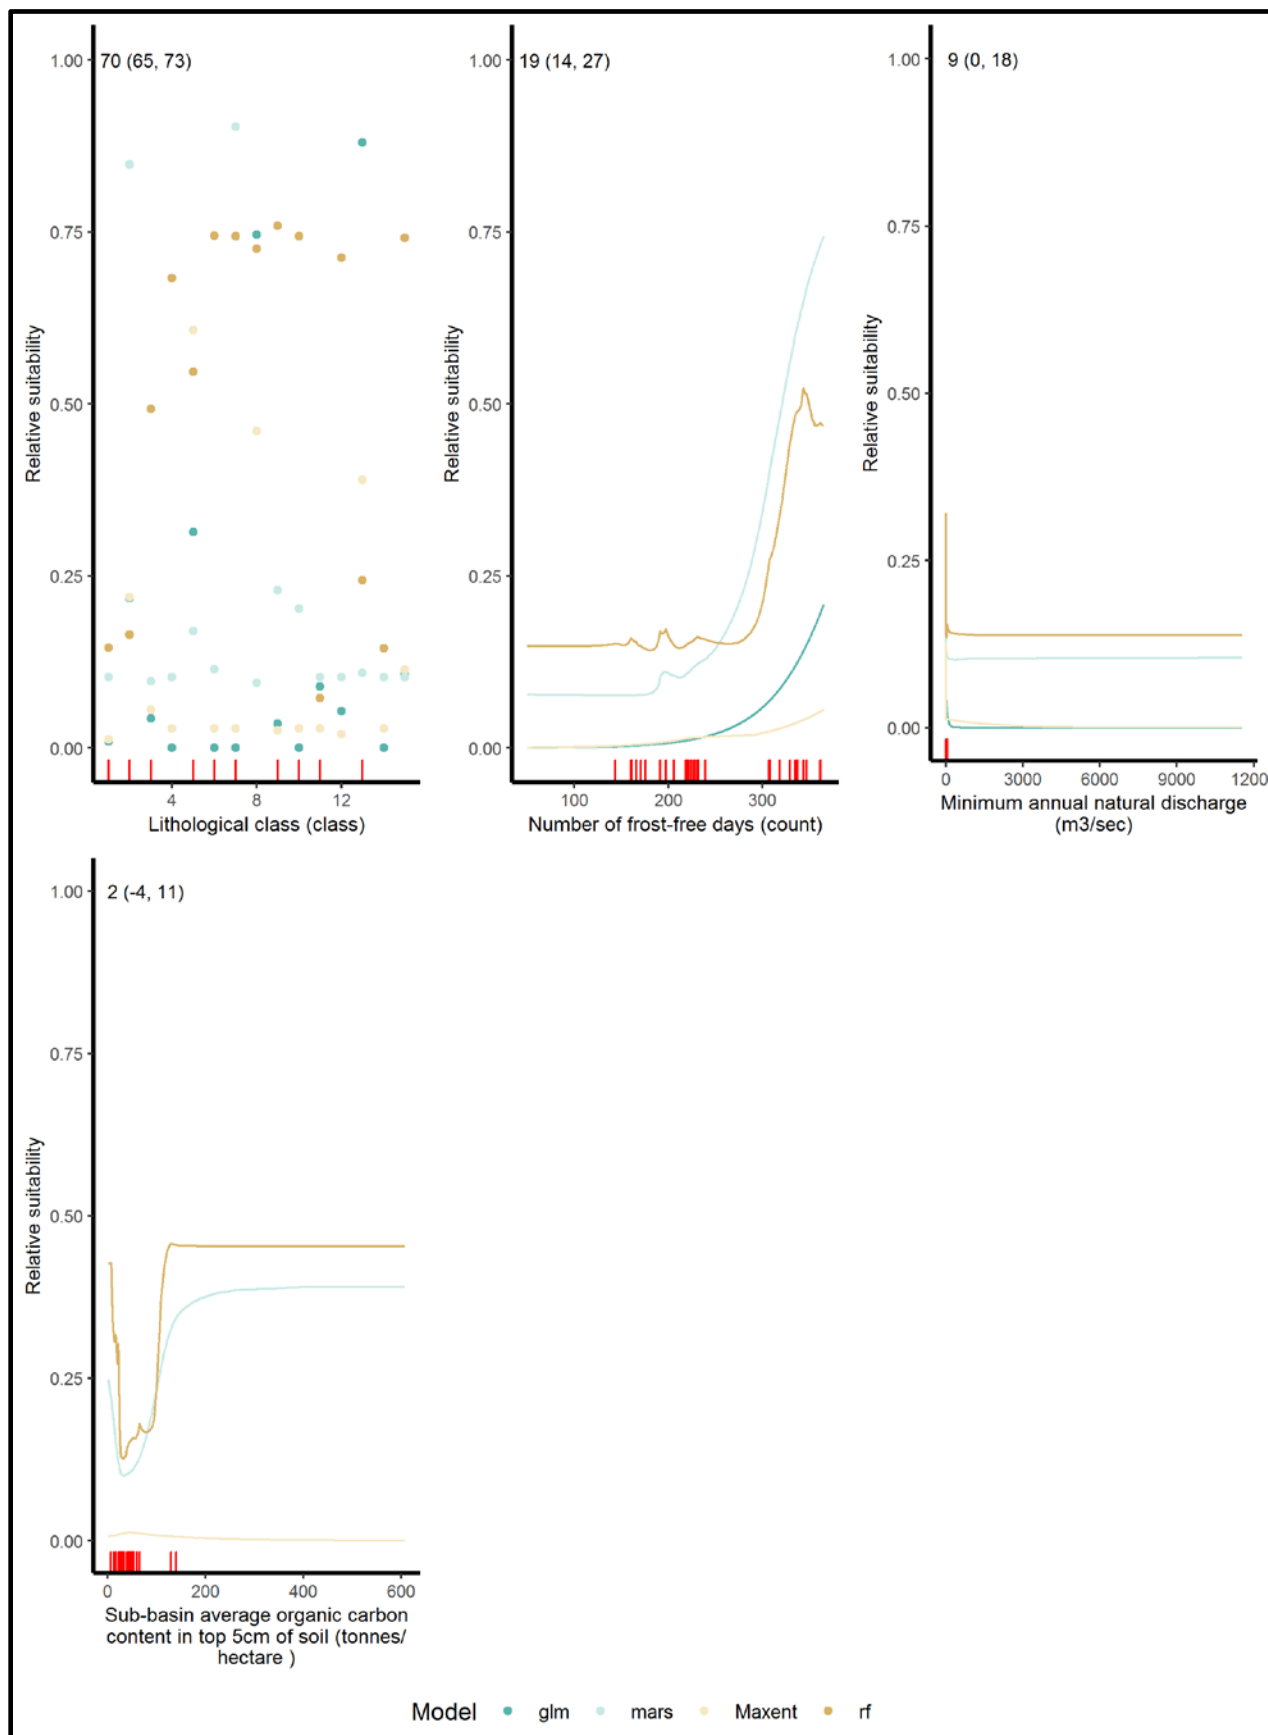 70 (65, 73)
1.00
0.75
0.50
0.25
0.00
Relative suitability
4
8
12
Lithological class (class)
19 (14, 27)
1.00
0.75
0.50
0.25
0.00
Relative suitability
100
200
300
Number of frost-free days (count)
9 (0, 18)
1.00
0.75
0.50
0.25
0.00
Relative suitability
0
3000
6000
9000
1200
Minimum annual natural discharge
(m3/sec)
2 (-4, 11)
1.00
0.75
0.50
0.25
0.00
Relative suitability
0
200
400
600
Sub-basin average organic carbon
content in top 5cm of soil (tonnes/
hectare )
Model glm mars Maxent rf